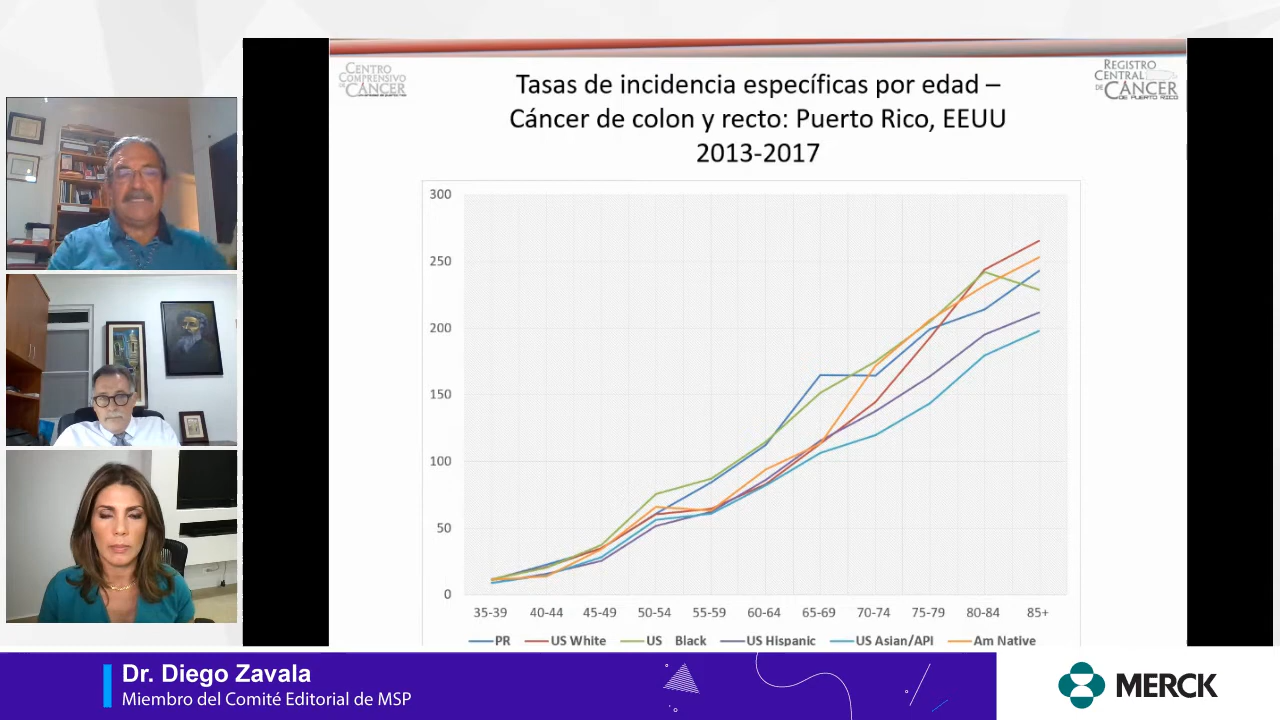 CENTRO
COMPRENSIVO
DE CÁNCER
REGISTRO
CENTRAL
DE CÁNCER
DE PUERTO RICO
Tasas de incidencia específicas por edad –
Cáncer de colon y recto: Puerto Rico, EEUU
2013-2017
300
250
200
150
100
50
0
35-39 40-44 45-49 50-54 55-59 60-64 65-69 70-74 75-79 80-84 85+
PR US White US Black US Hispanic US Asian/API Am Native
Dr. Diego Zavala
Miembro del Comité Editorial de MSP
MERCK